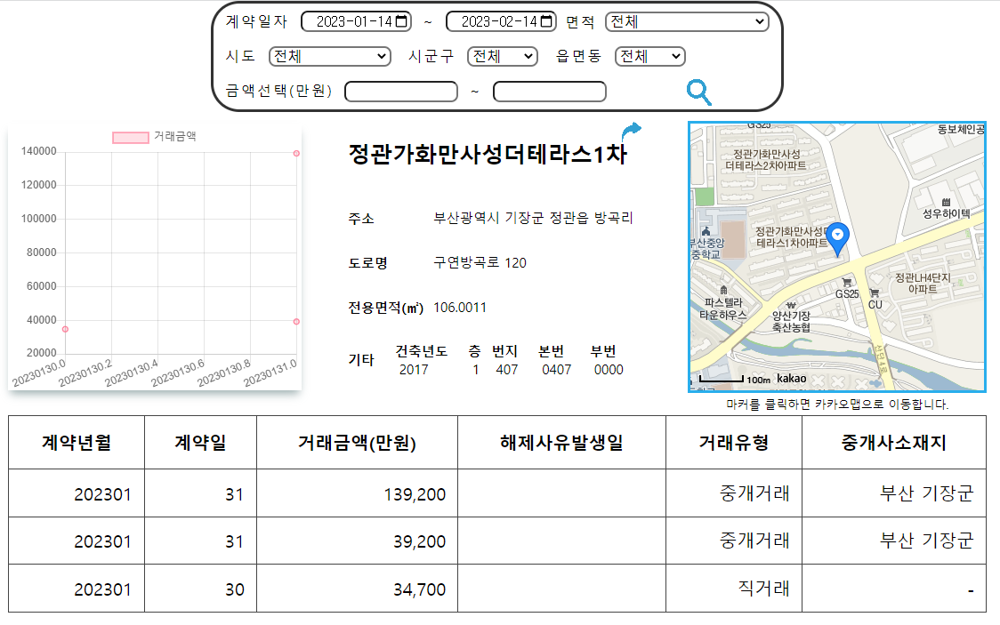 계약일자 2023-01-14 ~ 2023-02-14 면적 전체
시도 전체 시군구 전체 읍면동 전체
금액선택(만원) ~
거래금액
140000
120000
100000
80000
60000
40000
20000
20230130.0 20230130.2 20230130.4 20230130.6 20230130.8 20230131.0
정관가화만사성더테라스1차
주소 부산광역시 기장군 정관읍 방곡리
도로명 구연방곡로 120
전용면적(㎡) 106.0011
기타 건축년도 층 번지 본번 부번
2017 1 407 0407 0000
GS25
동보체인공
정관가화만사성
더테라스2차아파트
성우하이텍
정관가화만사성더
테라스1차아파트
부산중앙
중학교
정관LH4단지
아파트
GS25
CU
파스텔라
타운하우스
양산기장
축산농협
산단4로
100m kakao
마커를 클릭하면 카카오맵으로 이동합니다.
계약년월 계약일 거래금액(만원) 해제사유발생일 거래유형 중개사소재지
202301 31 139,200 중개거래 부산 기장군
202301 31 39,200 중개거래 부산 기장군
202301 30 34,700 직거래 -